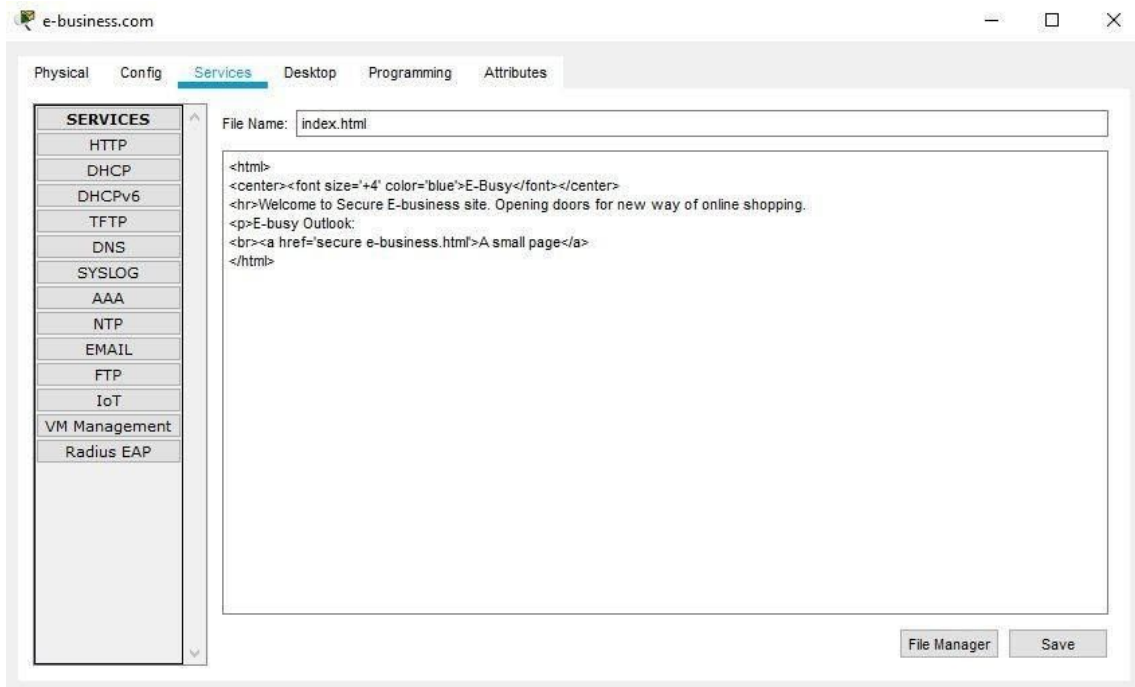 e-business.com
Physical Config Services Desktop Programming Attributes
SERVICES
HTTP
DHCP
DHCPv6
TFTP
DNS
SYSLOG
AAA
NTP
EMAIL
FTP
IoT
VM Management
Radius EAP
File Name: index.html
<html>
<center><font size='+4' color='blue'>E-Busy</font></center>
<hr>Welcome to Secure E-business site. Opening doors for new way of online shopping.
<p>E-busy Outlook:
<br><a href='secure e-business.html'>A small page</a>
</html>
File Manager Save